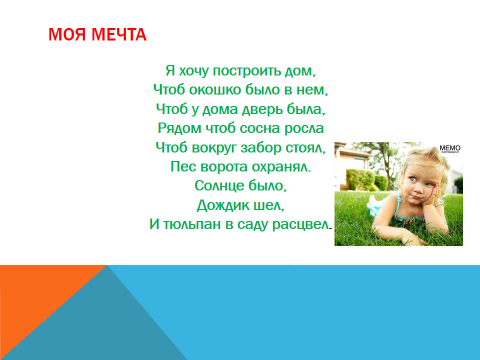 МОЯ МЕЧТА
Я хочу построить дом,
Чтоб окошко было в нем,
Чтоб у дома дверь была,
Рядом чтоб сосна росла
Чтоб вокруг забор стоял,
Пес ворота охранял.
Солнце было,
Дождик шел,
И тюльпан в саду расцвел.
MEMO